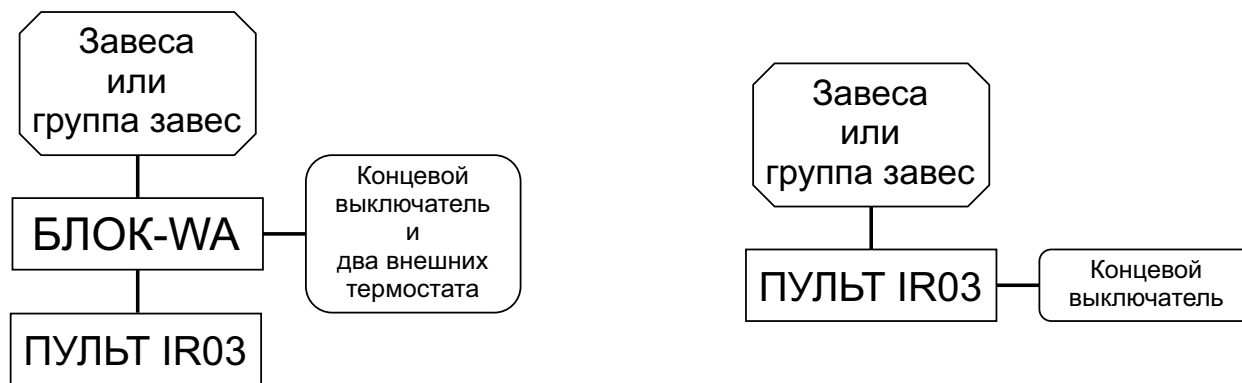 Завеса
или
группа завес
БЛОК-WA
Концевой
выключатель
и
два внешних
термостата
ПУЛЬТ IR03
Завеса
или
группа завес
ПУЛЬТ IR03
Концевой
выключатель